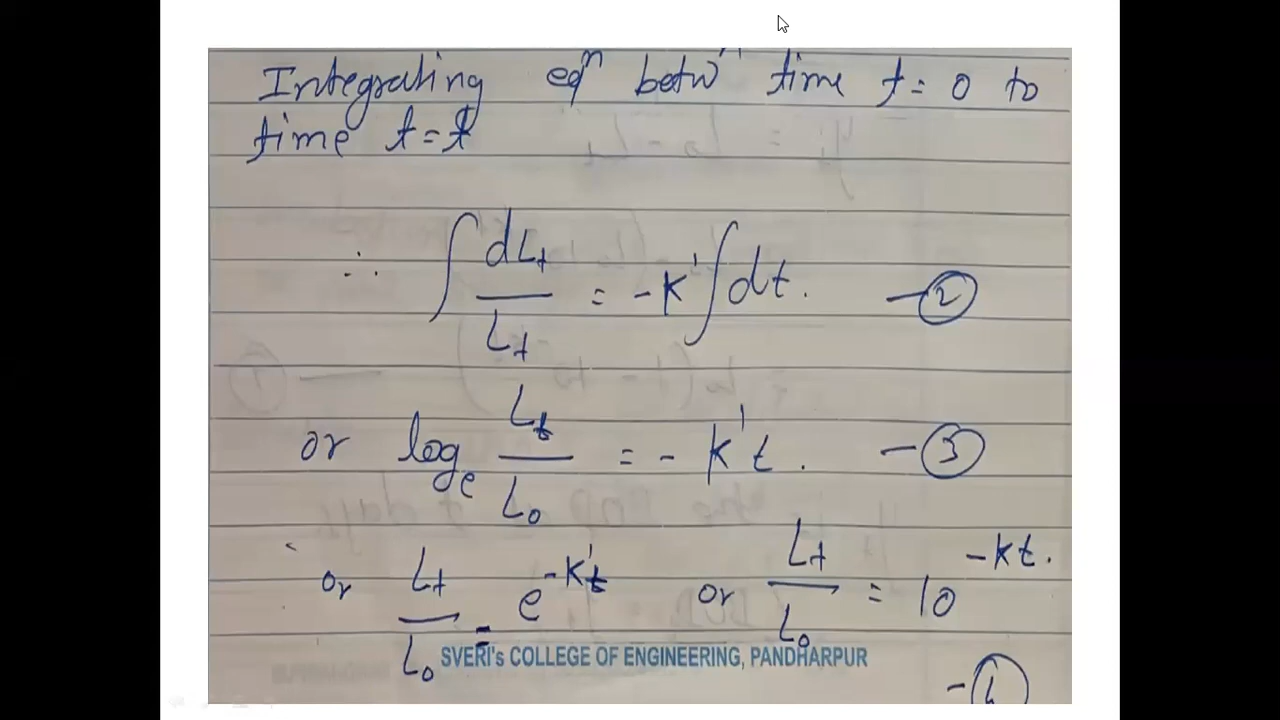 Integrating eqⁿ betwⁿ time t = 0 to
time t = t
∴ ∫ dLt / Lt = - K' ∫ dt. - ②
or logₑ Lt / L₀ = - K't. - ③
or Lt / L₀ = e^-K't or Lt / L₀ = 10^-Kt.
SVERI's COLLEGE OF ENGINEERING, PANDHARPUR